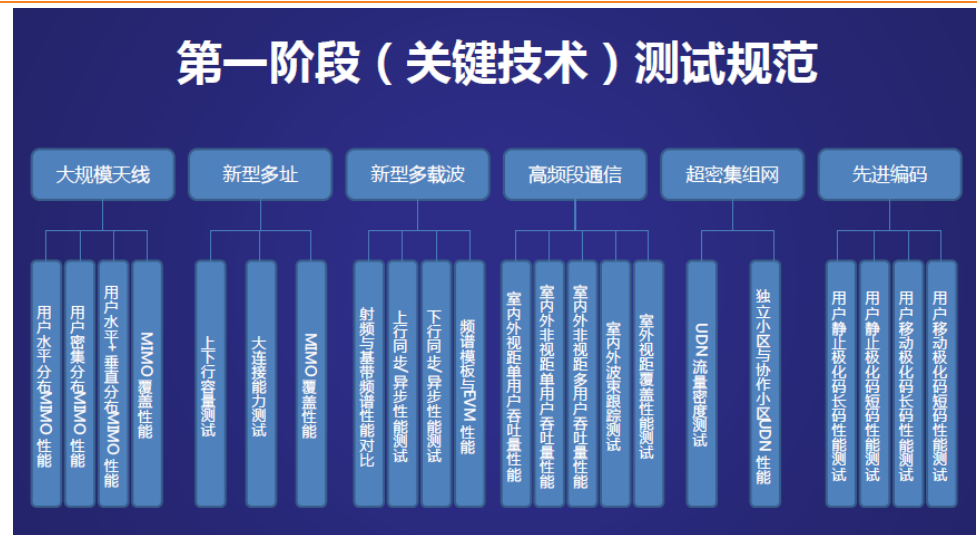 第一阶段（关键技术）测试规范
大规模天线
新型多址
新型多载波
高频段通信
超密集组网
先进编码
用户水平分布MIMO 性能
用户密集分布MIMO 性能
用户水平+垂直分布MIMO 性能
MIMO 覆盖性能
上下行容量测试
大连接能力测试
MIMO 覆盖性能
射频与基带频谱性能对比
上行同步/异步性能测试
下行同步/异步性能测试
频谱模板与EVM 性能
室内外视距单用户吞吐量性能
室内外非视距单用户吞吐量性能
室内外非视距多用户吞吐量性能
室内外波束跟踪测试
室外视距覆盖性能测试
UDN 流量密度测试
独立小区与协作小区UDN 性能
用户静止极化码长码性能测试
用户静止极化码短码性能测试
用户移动极化码长码性能测试
用户移动极化码短码性能测试